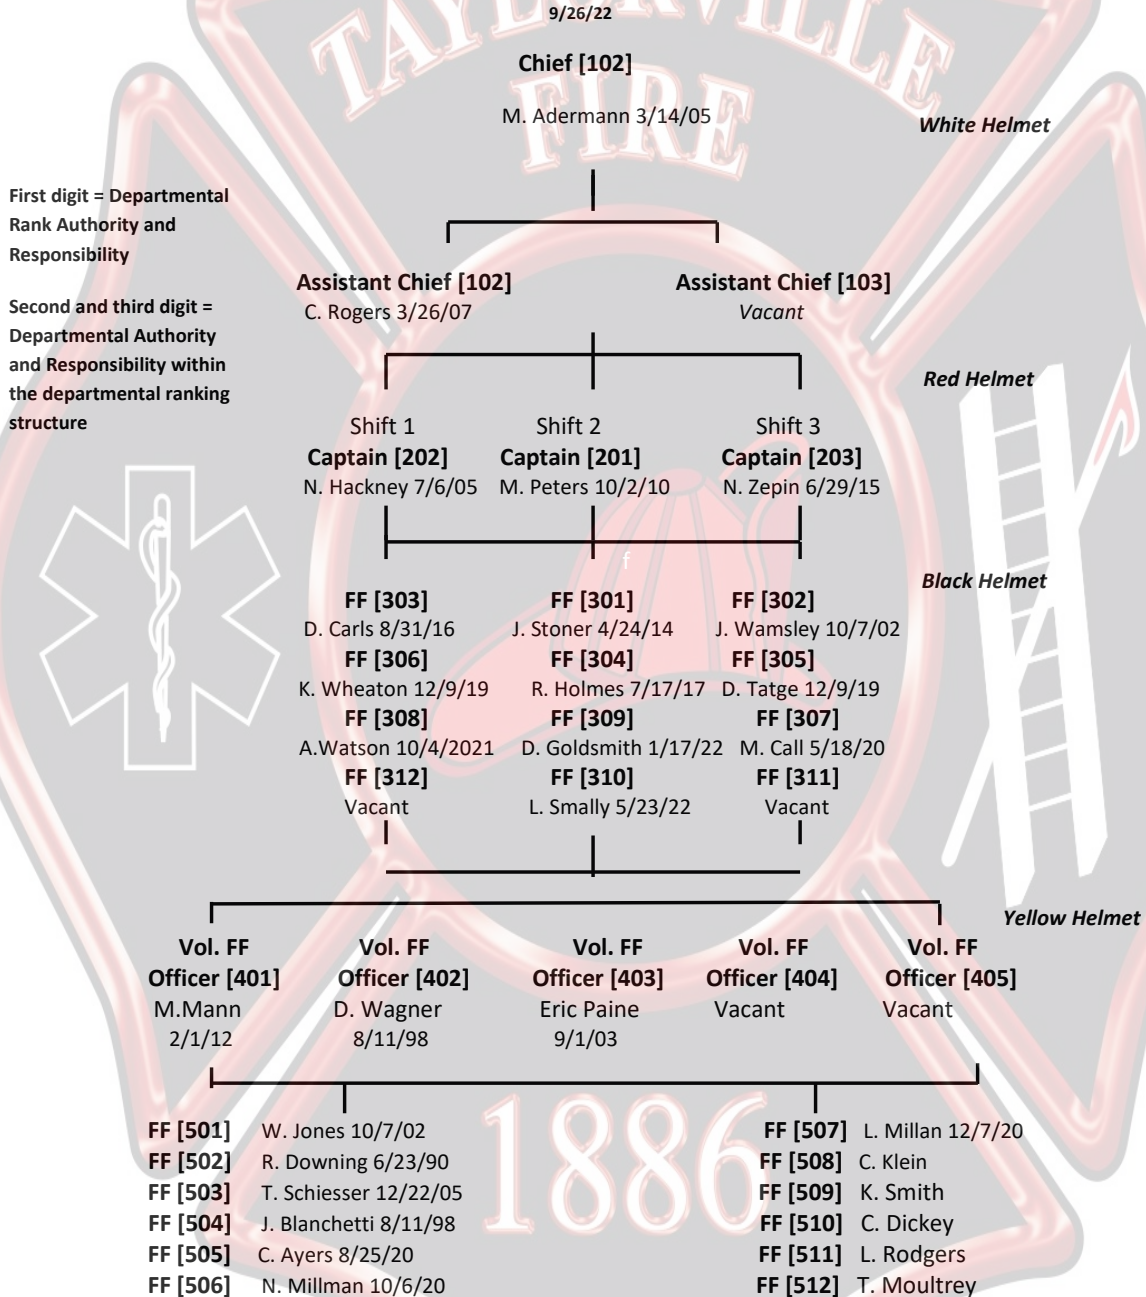 9/26/22
TAYLORVILLE
FIRE
Chief [102]
M. Adermann 3/14/05
White Helmet
First digit = Departmental
Rank Authority and
Responsibility
Second and third digit =
Departmental Authority
and Responsibility within
the departmental ranking
structure
Assistant Chief [102] Assistant Chief [103]
C. Rogers 3/26/07 Vacant
Red Helmet
Shift 1 Shift 2 Shift 3
Captain [202] Captain [201] Captain [203]
N. Hackney 7/6/05 M. Peters 10/2/10 N. Zepin 6/29/15
f
Black Helmet
FF [303] FF [301] FF [302]
D. Carls 8/31/16 J. Stoner 4/24/14 J. Wamsley 10/7/02
FF [306] FF [304] FF [305]
K. Wheaton 12/9/19 R. Holmes 7/17/17 D. Tatge 12/9/19
FF [308] FF [309] FF [307]
A.Watson 10/4/2021 D. Goldsmith 1/17/22 M. Call 5/18/20
FF [312] FF [310] FF [311]
Vacant L. Smally 5/23/22 Vacant
Yellow Helmet
Vol. FF Vol. FF Vol. FF Vol. FF Vol. FF
Officer [401] Officer [402] Officer [403] Officer [404] Officer [405]
M.Mann D. Wagner Eric Paine Vacant Vacant
2/1/12 8/11/98 9/1/03
1886
FF [501] W. Jones 10/7/02 FF [507] L. Millan 12/7/20
FF [502] R. Downing 6/23/90 FF [508] C. Klein
FF [503] T. Schiesser 12/22/05 FF [509] K. Smith
FF [504] J. Blanchetti 8/11/98 FF [510] C. Dickey
FF [505] C. Ayers 8/25/20 FF [511] L. Rodgers
FF [506] N. Millman 10/6/20 FF [512] T. Moultrey